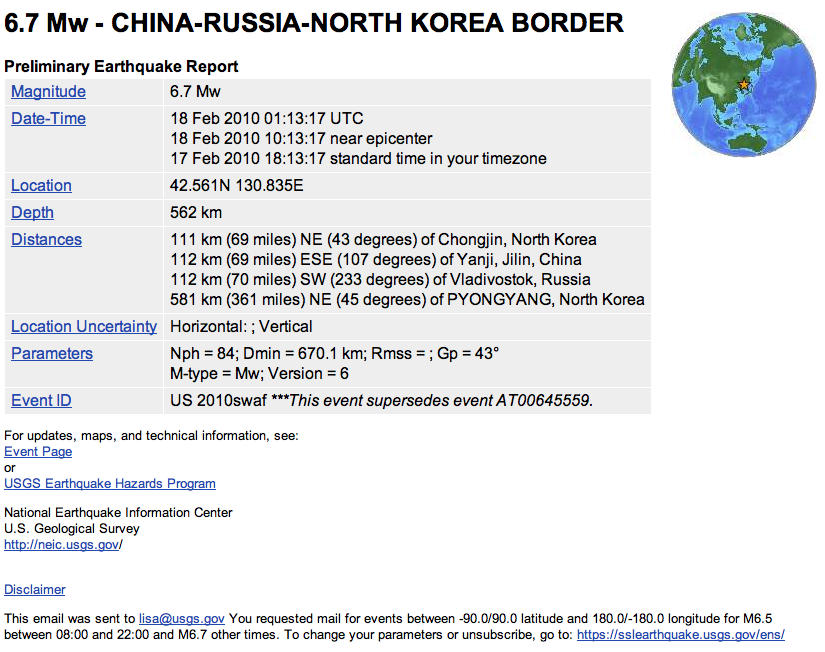 6.7 Mw - CHINA-RUSSIA-NORTH KOREA BORDER
Preliminary Earthquake Report
Magnitude 6.7 Mw
Date-Time 18 Feb 2010 01:13:17 UTC
18 Feb 2010 10:13:17 near epicenter
17 Feb 2010 18:13:17 standard time in your timezone
Location 42.561N 130.835E
Depth 562 km
Distances 111 km (69 miles) NE (43 degrees) of Chongjin, North Korea
112 km (69 miles) ESE (107 degrees) of Yanji, Jilin, China
112 km (70 miles) SW (233 degrees) of Vladivostok, Russia
581 km (361 miles) NE (45 degrees) of PYONGYANG, North Korea
Location Uncertainty Horizontal: ; Vertical
Parameters Nph = 84; Dmin = 670.1 km; Rmss = ; Gp = 43°
M-type = Mw; Version = 6
Event ID US 2010swaf ***This event supersedes event AT00645559.
For updates, maps, and technical information, see:
Event Page
or
USGS Earthquake Hazards Program
National Earthquake Information Center
U.S. Geological Survey
http://neic.usgs.gov/
Disclaimer
This email was sent to lisa@usgs.gov You requested mail for events between -90.0/90.0 latitude and 180.0/-180.0 longitude for M6.5
between 08:00 and 22:00 and M6.7 other times. To change your parameters or unsubscribe, go to: https://sslearthquake.usgs.gov/ens/